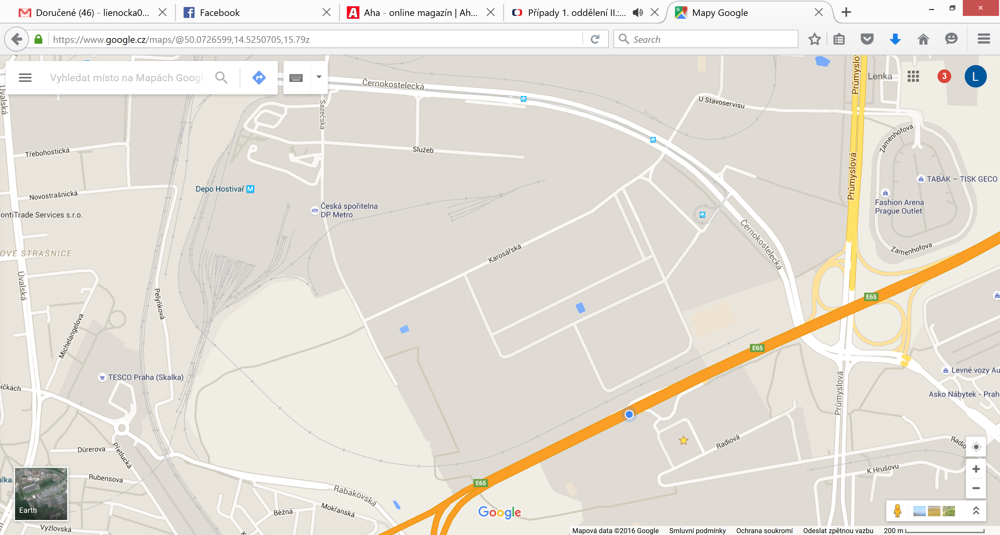 Doručené (46) - lienocka0...
Facebook
Aha - online magazín | Ah...
Případy 1. oddělení II.:...
Mapy Google
https://www.google.cz/maps/@50.0726599,14.5250705,15.79z
Search
Vyhledat místo na Mapách Googl
Lenka
3
L
Černokostelecká
Průmyslo
U Stavoservisu
Úvalská
Sazečská
Zamenhofova
Třebohostická
Služeb
Průmyslová
TABÁK – TISK GECO
Depo Hostivař M
Novostrašnická
Fashion Arena
Prague Outlet
Česká spořitelna
DP Metro
ATM
ontiTrade Services s.r.o.
Černokostelecká
Karosářská
Zamenhofova
OVÉ STRAŠNICE
Úvalská
Pelyňková
E65
Michelangelova
E65
Levné vozy Au
TESCO Praha (Skalka)
íčkách
Průmyslová
Asko Nábytek - Prah
Radiová
Radio
Dürerova
Přetlucká
K Hrušovu
Rubensova
alka
E65
Rabakovská
Earth
Mokřanská
Běžná
Google
Vyžlovská
Mapová data ©2016 Google
Smluvní podmínky
Ochrana soukromí
Odeslat zpětnou vazbu
200 m